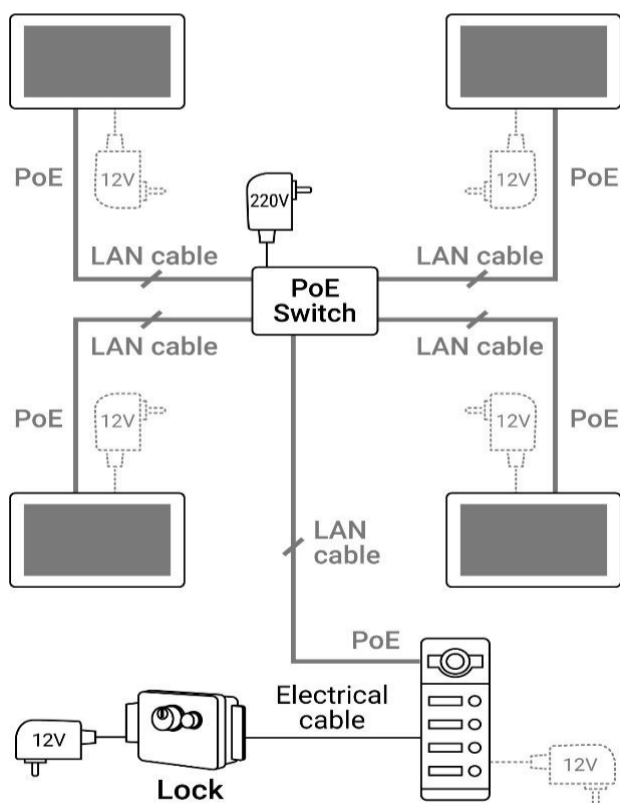 PoE
12V
220V
12V
PoE
LAN cable
LAN cable
PoE
Switch
LAN cable
LAN cable
PoE
12V
12V
PoE
LAN
cable
PoE
Electrical
cable
12V
12V
Lock